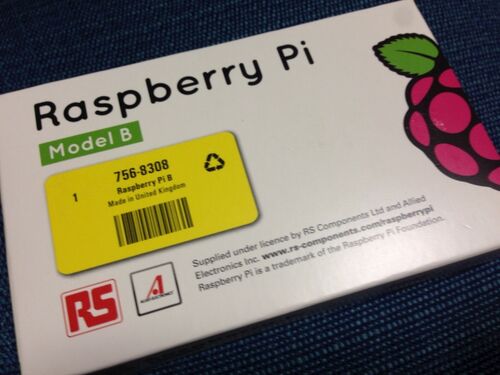 Raspberry Pi
Model B
1
756-8308
Raspberry Pi B
Made in United Kingdom
Supplied under licence by RS Components Ltd and Allied
Electronics Inc. www.rs-components.com/raspberrypi
Raspberry Pi is a trademark of the Raspberry Pi Foundation.
RS
ALLIED ELECTRONICS